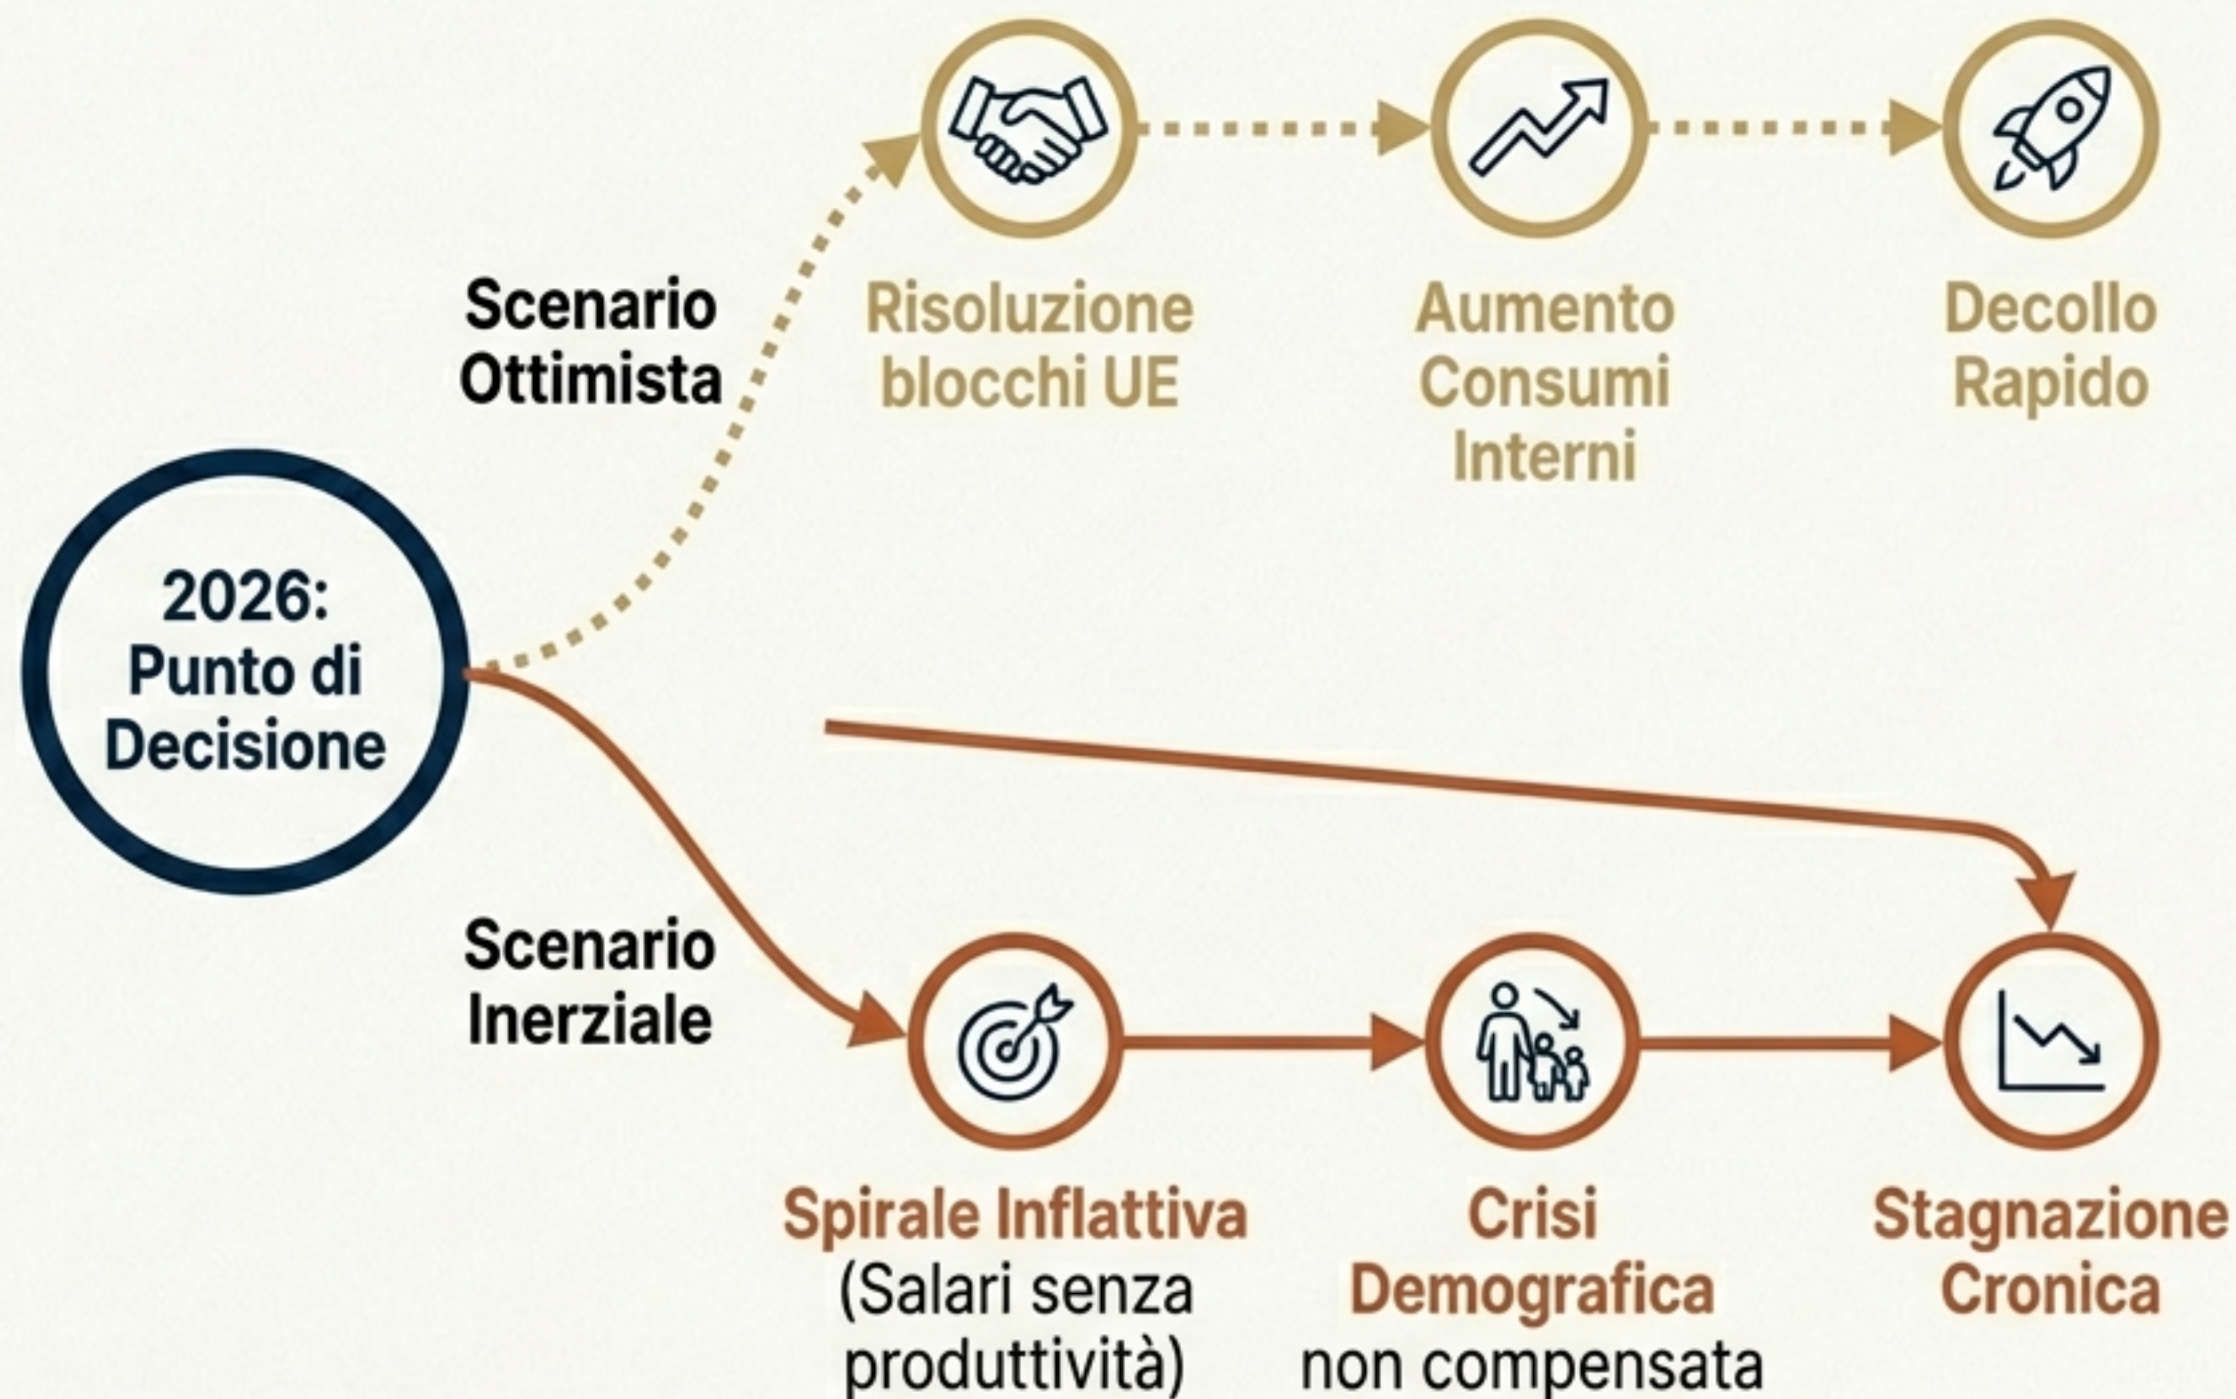 Scenario
Ottimista
Risoluzione
blocchi UE
Aumento
Consumi
Interni
Decollo
Rapido
2026:
Punto di
Decisione
Scenario
Inerziale
Spirale Inflattiva
(Salari senza
produttività)
Crisi
Demografica
non compensata
Stagnazione
Cronica